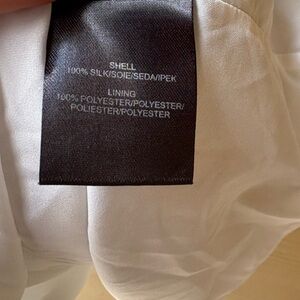 SHELL
100% SILK/SOIE/SEDA/IPEK
LINING
100% POLYESTER/POLYESTER/
POLIESTER/POLYESTER